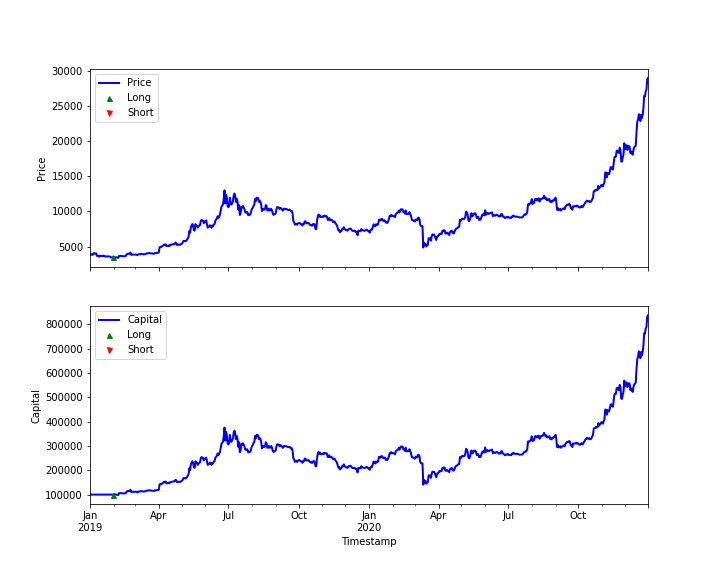 30000
25000
20000
15000
10000
5000
Price
Price
Long
Short
800000
700000
600000
500000
400000
300000
200000
100000
Capital
Capital
Long
Short
Jan Apr Jul Oct Jan Apr Jul Oct
2019 2020
Timestamp